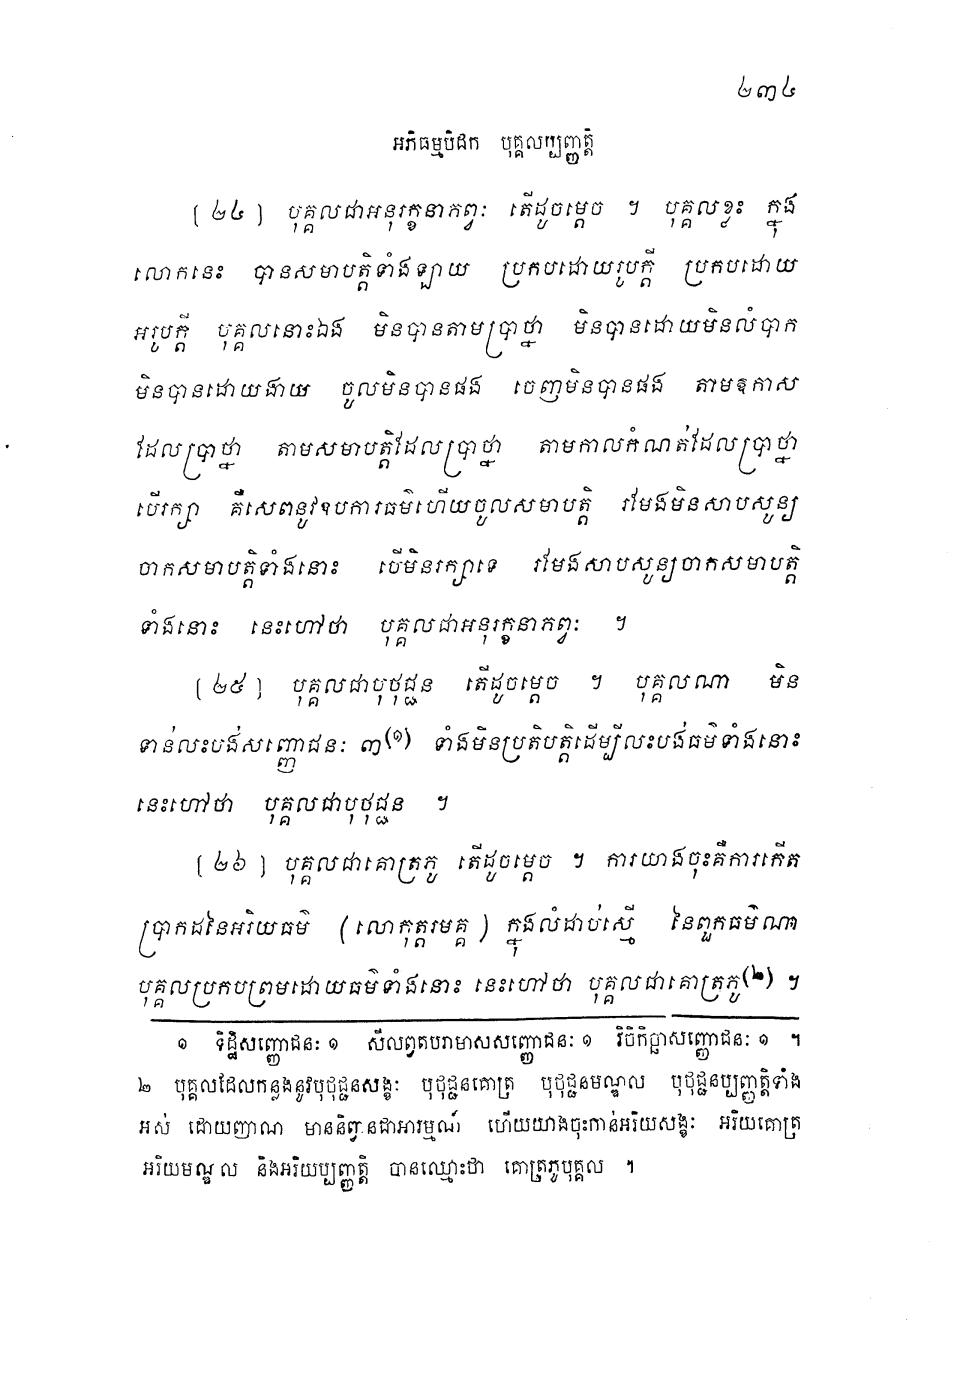 ២៣៤
អភិធម្មបិដក បុគ្គលប្បញ្ញត្តិ
[ ២៤ ] បុគ្គលជាអនុរក្ខនាភព្វៈ តើដូចម្តេច ។ បុគ្គលខ្លះ ក្នុង
លោកនេះ បានសមាបត្តិទាំងឡាយ ប្រកបដោយរូបក្តី ប្រកបដោយ
អរូបក្តី បុគ្គលនោះឯង មិនបានតាមប្រាថ្នា មិនបានដោយមិនលំបាក
មិនបានដោយងាយ ចូលមិនបានផង ចេញមិនបានផង តាមឱកាស
ដែលប្រាថ្នា តាមសមាបត្តិដែលប្រាថ្នា តាមកាលកំណត់ដែលប្រាថ្នា
បើរក្សា គឺសេពនូវឧបការធម៌ហើយចូលសមាបត្តិ រមែងមិនសាបសូន្យ
ចាកសមាបត្តិទាំងនោះ បើមិនរក្សាទេ រមែងសាបសូន្យចាកសមាបត្តិ
ទាំងនោះ នេះហៅថា បុគ្គលជាអនុរក្ខនាភព្វៈ ។
[ ២៥ ] បុគ្គលជាបុថុជ្ជន តើដូចម្តេច ។ បុគ្គលណា មិន
ទាន់លះបង់សញ្ញោជនៈ ៣(១) ទាំងមិនប្រតិបត្តិដើម្បីលះបង់ធម៌ទាំងនោះ
នេះហៅថា បុគ្គលជាបុថុជ្ជន ។
[ ២៦ ] បុគ្គលជាគោត្រភូ តើដូចម្តេច ។ ការយាងចុះគឺការកើត
ប្រាកដនៃអរិយធម៌ (លោកុត្តរមគ្គ) ក្នុងលំដាប់ស្មើ នៃពួកធម៌ណា
បុគ្គលប្រកបព្រមដោយធម៌ទាំងនោះ នេះហៅថា បុគ្គលជាគោត្រភូ(២) ។
១ ទិដ្ឋិសញ្ញោជនៈ ១ សីលព្វតបរាមាសសញ្ញោជនៈ ១ វិចិកិច្ឆាសញ្ញោជនៈ ១ ។
២ បុគ្គលដែលកន្លងនូវបុថុជ្ជនសង្ខៈ បុថុជ្ជនគោត្រ បុថុជ្ជនមណ្ឌល បុថុជ្ជនប្បញ្ញត្តិទាំង
អស់ ដោយញាណ មាននិព្វានជាអារម្មណ៍ ហើយយាងចុះកាន់អរិយសង្ខៈ អរិយគោត្រ
អរិយមណ្ឌល និងអរិយប្បញ្ញត្តិ បានឈ្មោះថា គោត្រភូបុគ្គល ។